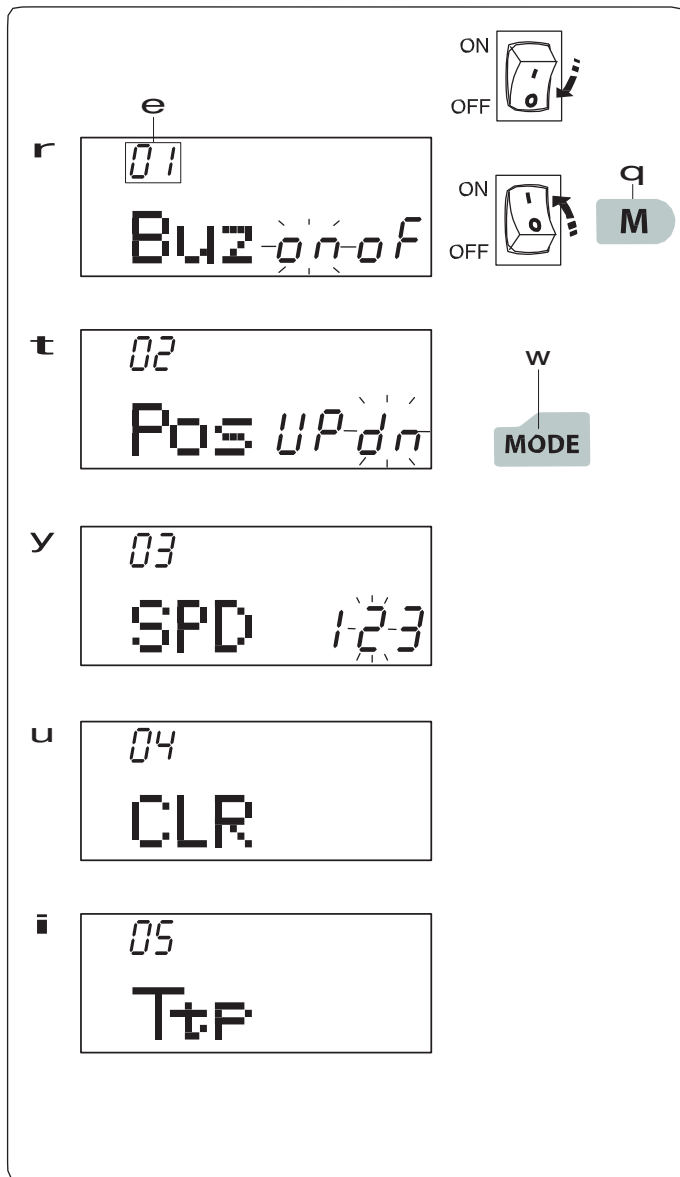 ON
OFF
e
r
01
Buz on oF
ON
OFF
q
M
t
02
Pos UP dn
w
MODE
y
03
SPD 1 2 3
u
04
CLR
i
05
Ttp